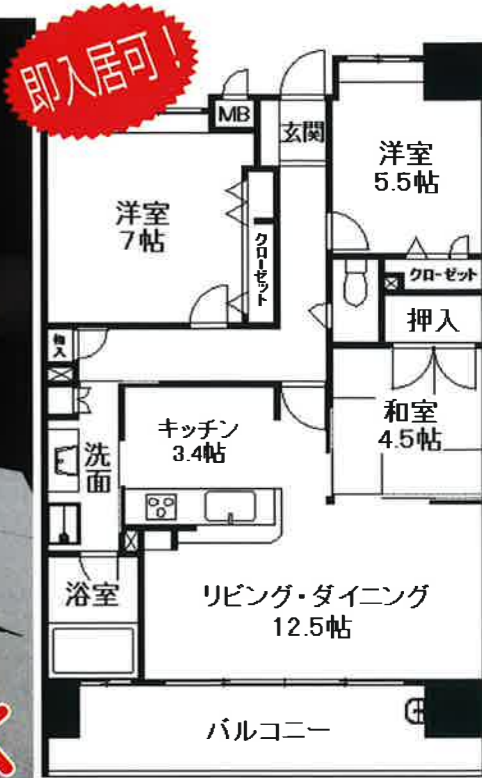 即入居可！
MB
玄関
洋室
5.5帖
洋室
7帖
クローゼット
クローゼット
押入
物入
和室
4.5帖
キッチン
3.4帖
洗面
浴室
リビング・ダイニング
12.5帖
バルコニー